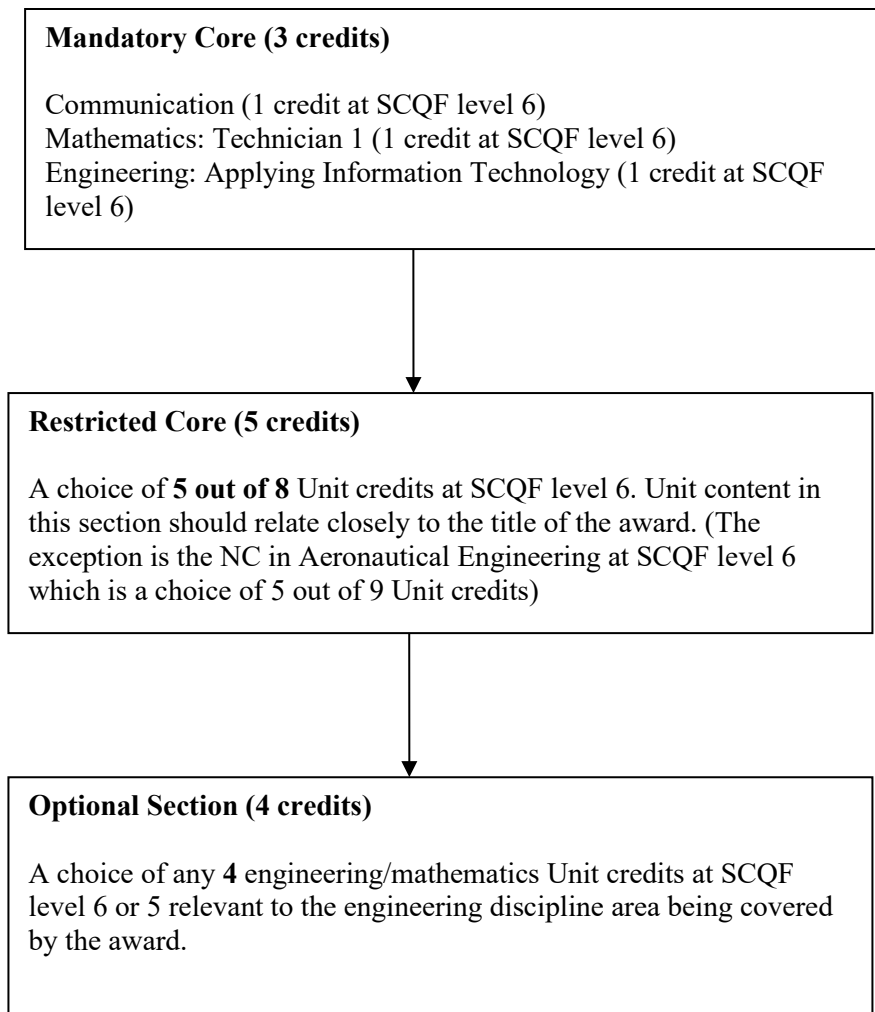 Mandatory Core (3 credits)
Communication (1 credit at SCQF level 6)
Mathematics: Technician 1 (1 credit at SCQF level 6)
Engineering: Applying Information Technology (1 credit at SCQF
level 6)
Restricted Core (5 credits)
A choice of 5 out of 8 Unit credits at SCQF level 6. Unit content in
this section should relate closely to the title of the award. (The
exception is the NC in Aeronautical Engineering at SCQF level 6
which is a choice of 5 out of 9 Unit credits)
Optional Section (4 credits)
A choice of any 4 engineering/mathematics Unit credits at SCQF
level 6 or 5 relevant to the engineering discipline area being covered
by the award.